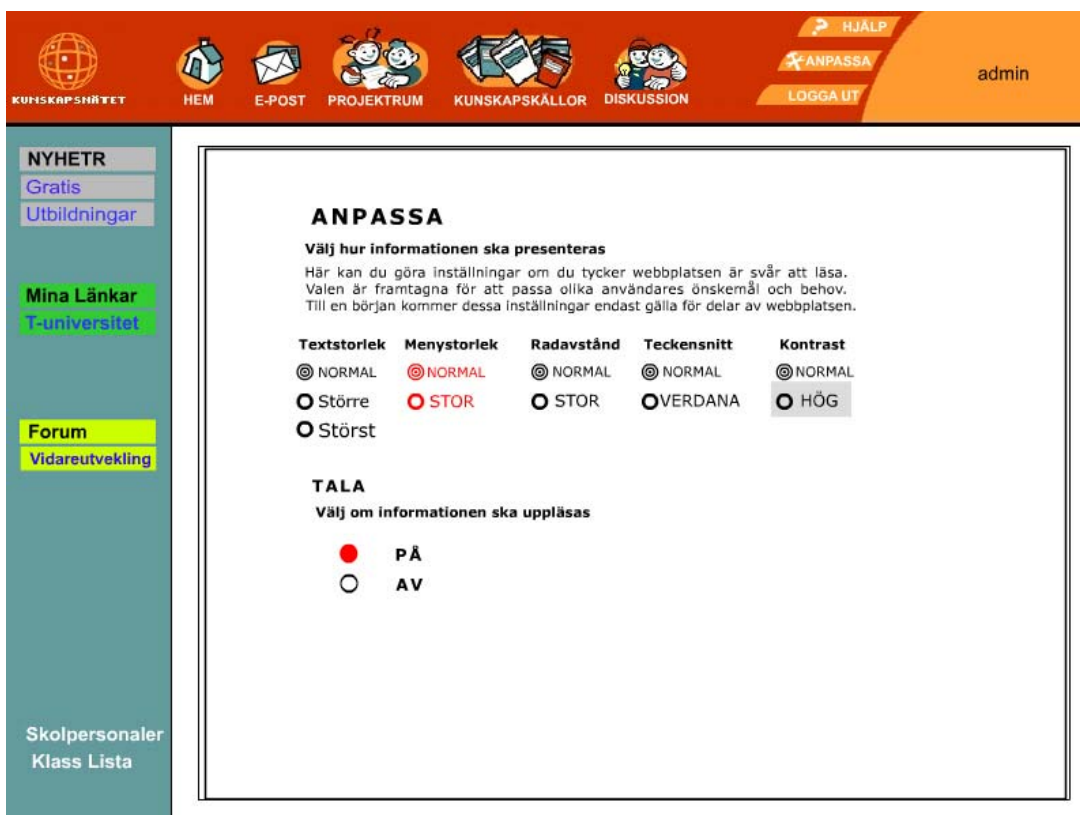 KUNSKAPSNÄTET
HEM E-POST PROJEKTRUM KUNSKAPSKÄLLOR DISKUSSION
? HJÄLP
ANPASSA
LOGGA UT
admin
NYHETR
Gratis
Utbildningar
Mina Länkar
T-universitet
Forum
Vidareutvekling
Skolpersonaler
Klass Lista
ANPASSA
Välj hur informationen ska presenteras
Här kan du göra inställningar om du tycker webbplatsen är svår att läsa.
Valen är framtagna för att passa olika användares önskemål och behov.
Till en början kommer dessa inställningar endast gälla för delar av webbplatsen.
Textstorlek Menystorlek Radavstånd Teckensnitt Kontrast
NORMAL NORMAL NORMAL NORMAL NORMAL
Större STOR STOR VERDANA HÖG
Störst
TALA
Välj om informationen ska uppläsas
PÅ
AV